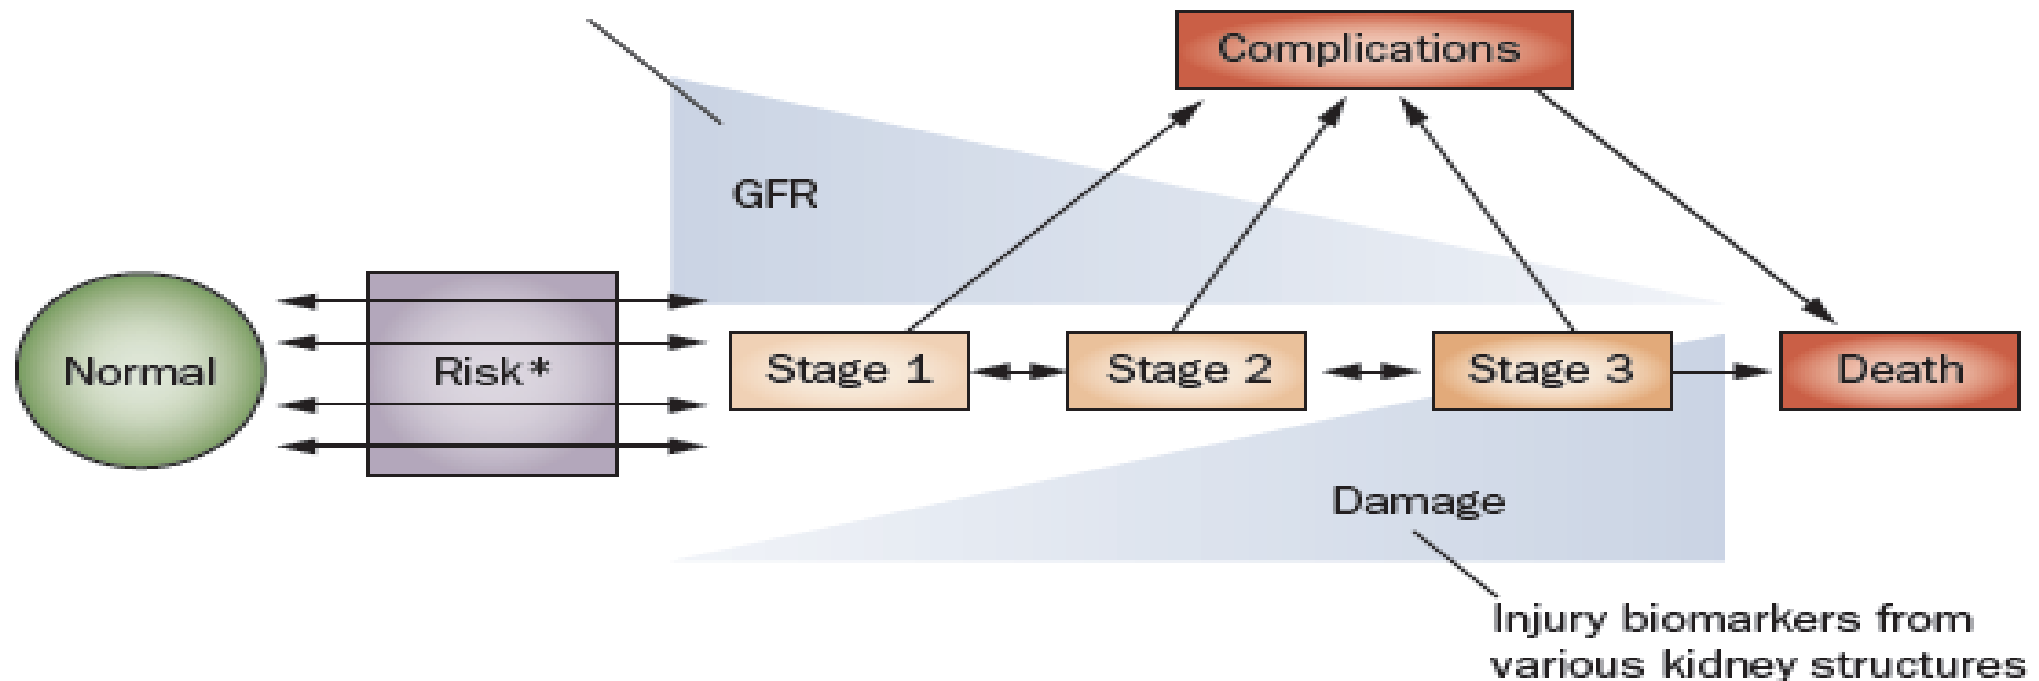 Complications
GFR
Normal
Risk*
Stage 1
Stage 2
Stage 3
Death
Damage
Injury biomarkers from
various kidney structures